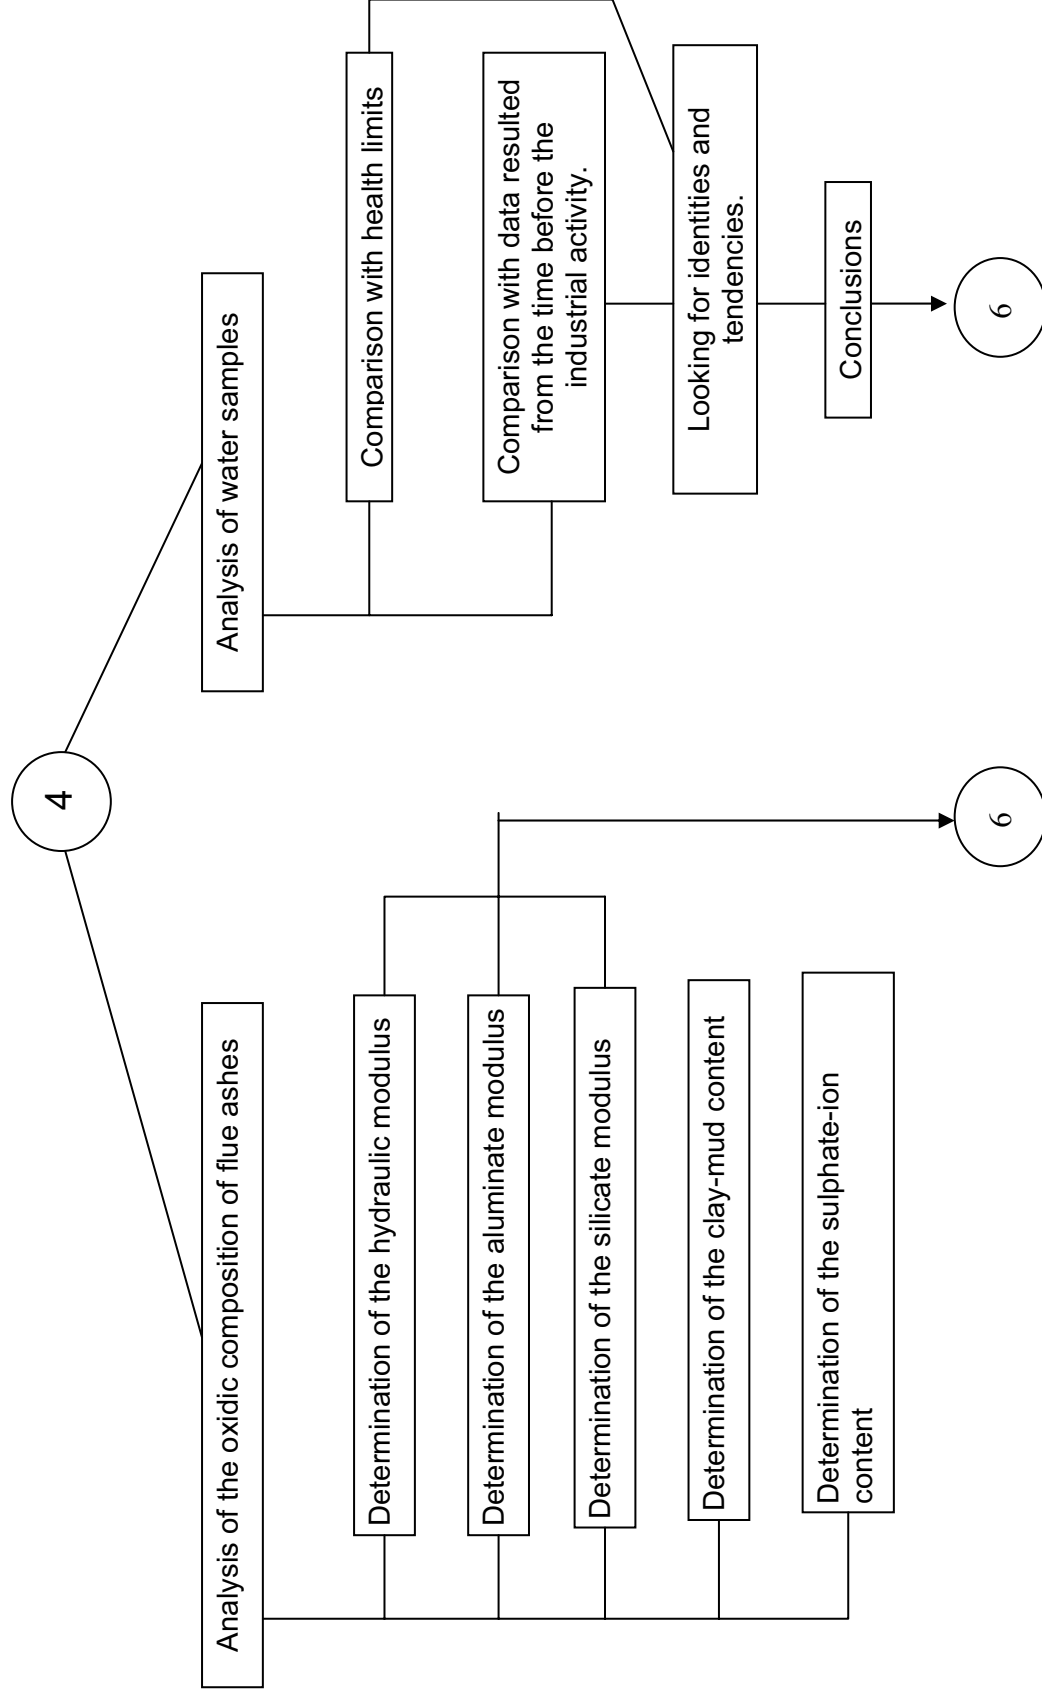 4
Analysis of the oxidic composition of flue ashes
Determination of the hydraulic modulus
Determination of the aluminate modulus
Determination of the silicate modulus
Determination of the clay-mud content
Determination of the sulphate-ion
content
6
Analysis of water samples
Comparison with health limits
Comparison with data resulted
from the time before the
industrial activity.
Looking for identities and
tendencies.
Conclusions
6